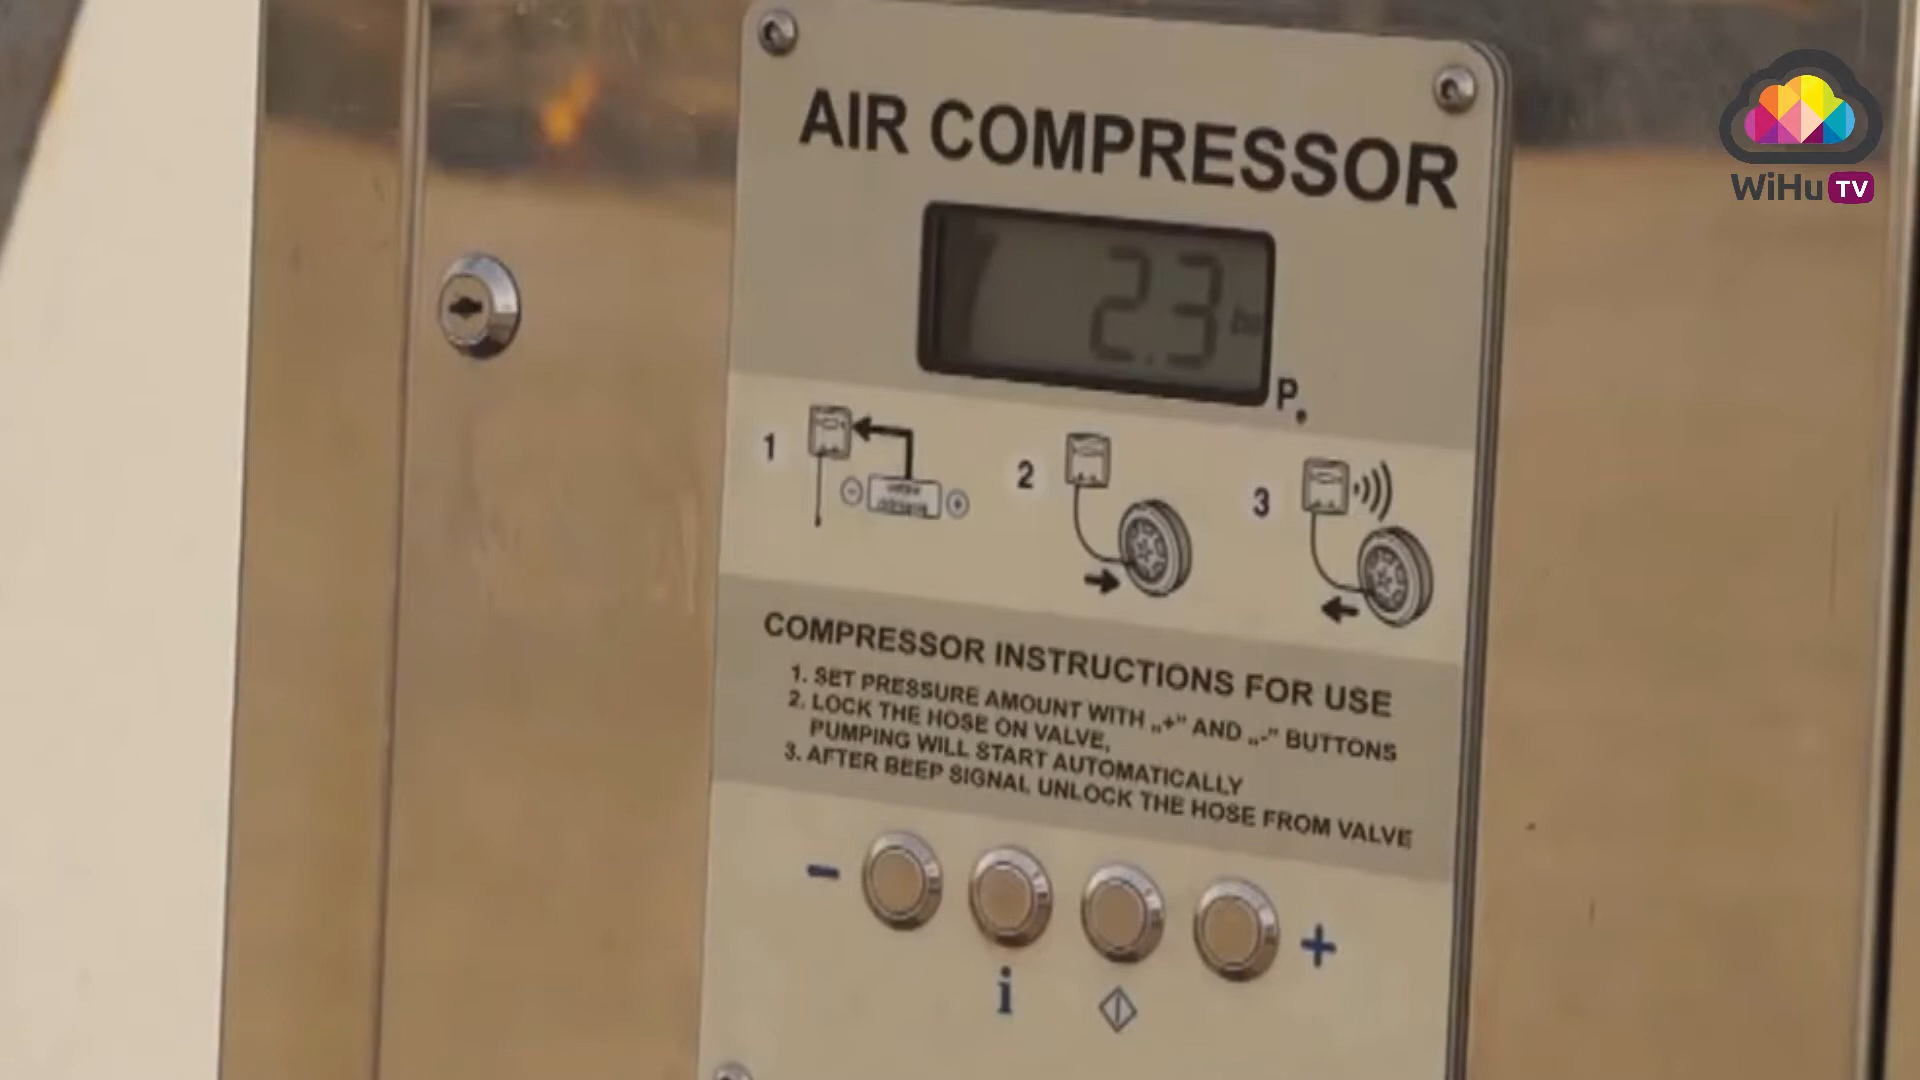 WiHu TV
AIR COMPRESSOR
2.3
P.
1
2
3
COMPRESSOR INSTRUCTIONS FOR USE
1. SET PRESSURE AMOUNT WITH „+” AND „-” BUTTONS
2. LOCK THE HOSE ON VALVE,
PUMPING WILL START AUTOMATICALLY
3. AFTER BEEP SIGNAL UNLOCK THE HOSE FROM VALVE
-
+
i